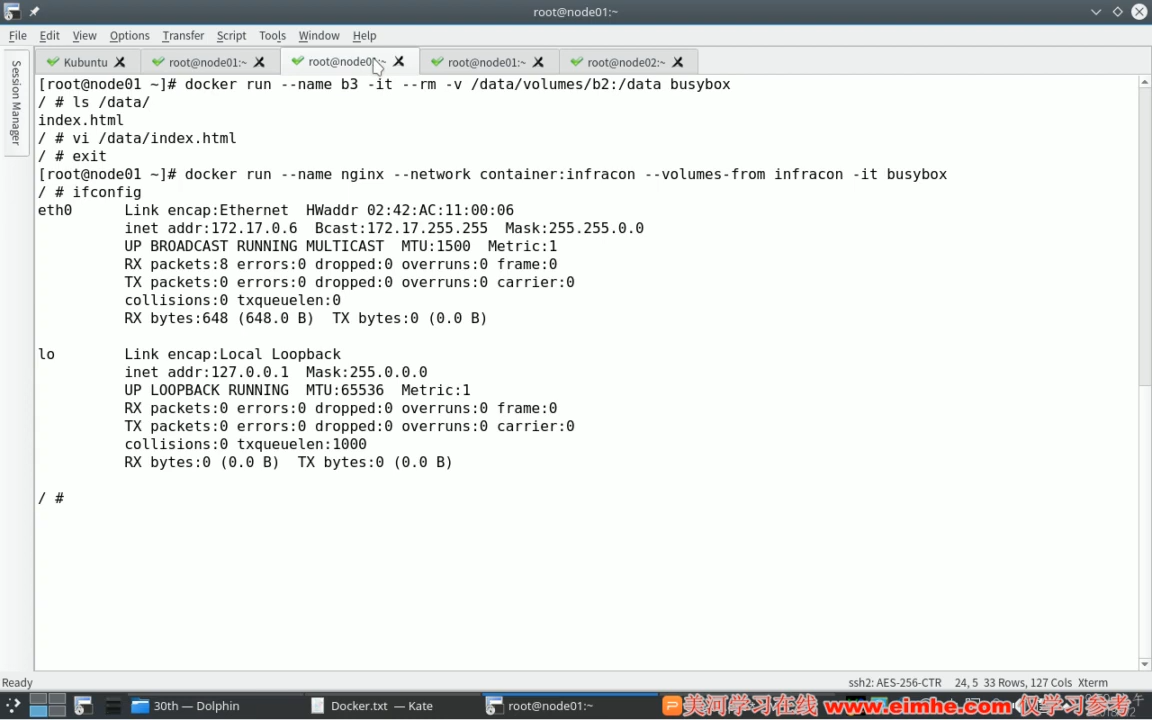 root@node01:~
File Edit View Options Transfer Script Tools Window Help
Session Manager
Kubuntu root@node01:~ root@node0 root@node01:~ root@node02:~
[root@node01 ~]# docker run --name b3 -it --rm -v /data/volumes/b2:/data busybox
/ # ls /data/
index.html
/ # vi /data/index.html
/ # exit
[root@node01 ~]# docker run --name nginx --network container:infracon --volumes-from infracon -it busybox
/ # ifconfig
eth0      Link encap:Ethernet  HWaddr 02:42:AC:11:00:06
          inet addr:172.17.0.6  Bcast:172.17.255.255  Mask:255.255.0.0
          UP BROADCAST RUNNING MULTICAST  MTU:1500  Metric:1
          RX packets:8 errors:0 dropped:0 overruns:0 frame:0
          TX packets:0 errors:0 dropped:0 overruns:0 carrier:0
          collisions:0 txqueuelen:0
          RX bytes:648 (648.0 B)  TX bytes:0 (0.0 B)
lo        Link encap:Local Loopback
          inet addr:127.0.0.1  Mask:255.0.0.0
          UP LOOPBACK RUNNING  MTU:65536  Metric:1
          RX packets:0 errors:0 dropped:0 overruns:0 frame:0
          TX packets:0 errors:0 dropped:0 overruns:0 carrier:0
          collisions:0 txqueuelen:1000
          RX bytes:0 (0.0 B)  TX bytes:0 (0.0 B)
/ #
Ready ssh2: AES-256-CTR 24, 5 33 Rows, 127 Cols Xterm
30th — Dolphin Docker.txt — Kate root@node01:~ 美河学习在线 www.eimhe.com 仅学习参考